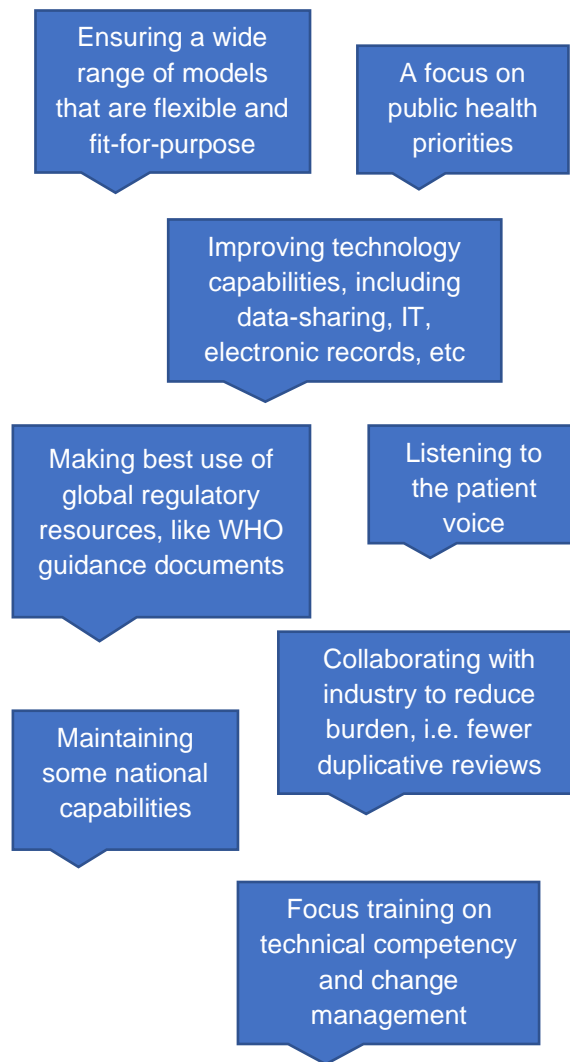 Ensuring a wide
range of models
that are flexible and
fit-for-purpose
A focus on
public health
priorities
Improving technology
capabilities, including
data-sharing, IT,
electronic records, etc
Making best use of
global regulatory
resources, like WHO
guidance documents
Listening to
the patient
voice
Collaborating with
industry to reduce
burden, i.e. fewer
duplicative reviews
Maintaining
some national
capabilities
Focus training on
technical competency
and change
management